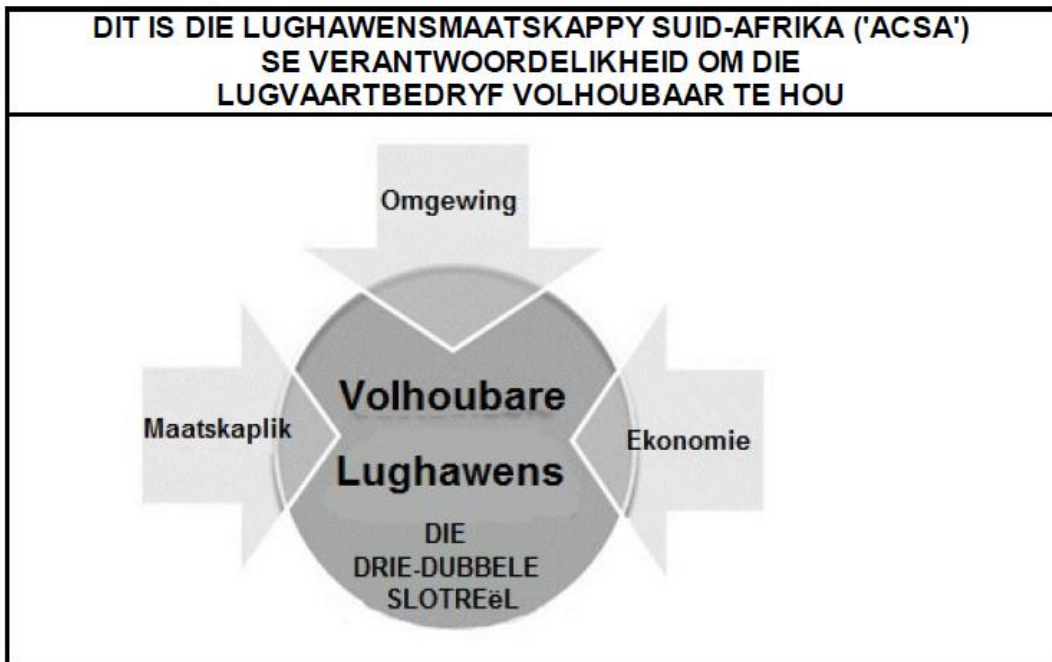 DIT IS DIE LUGHAWENSMAATSKAPPY SUID-AFRIKA ('ACSA')
SE VERANTWOORDELIKHEID OM DIE
LUGVAARTBEDRYF VOLHOUBAAR TE HOU
Omgewing
Maatskaplik
Volhoubare
Lughawens
DIE
DRIE-DUBBELE
SLOTREëL
Ekonomie